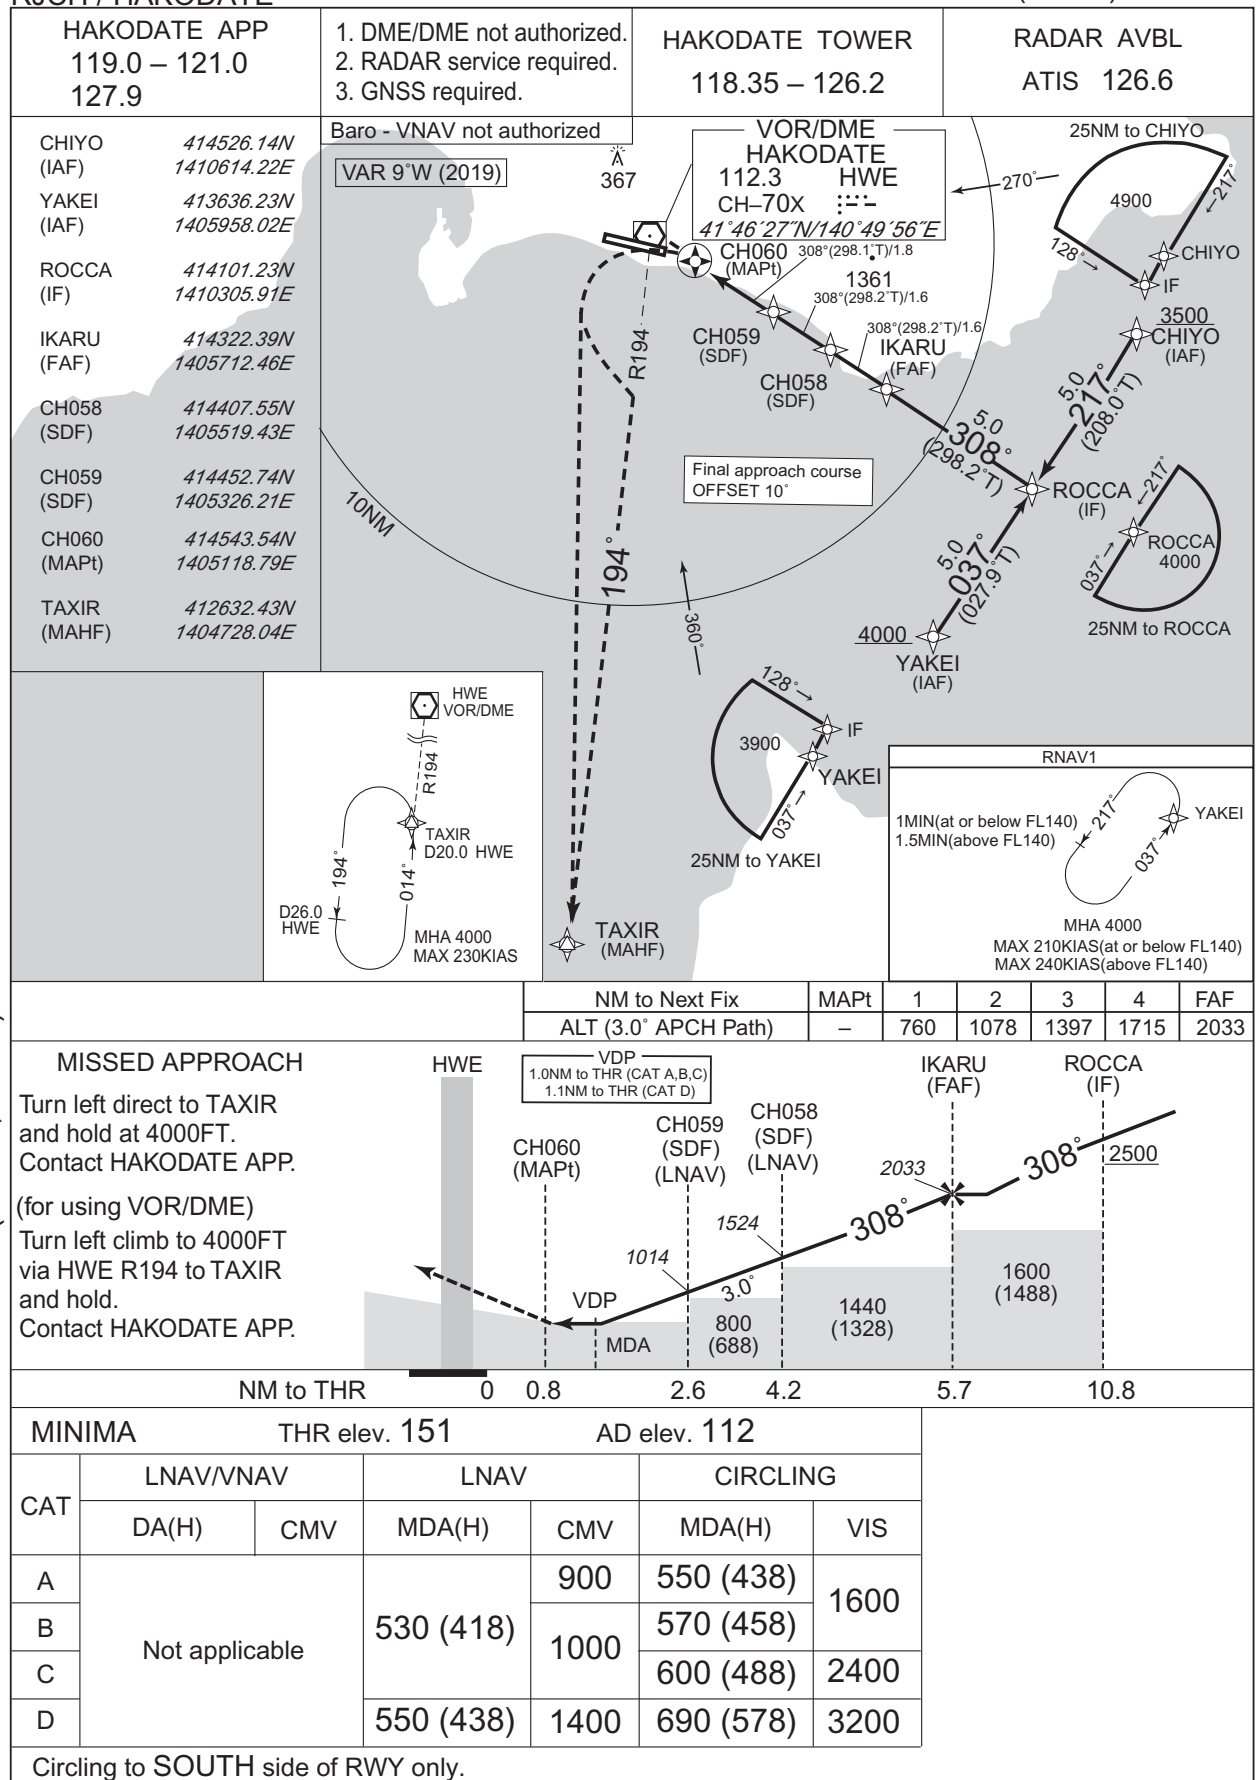 HAKODATE APP
119.0 – 121.0
127.9
1. DME/DME not authorized.
2. RADAR service required.
3. GNSS required.
HAKODATE TOWER
118.35 – 126.2
RADAR AVBL
ATIS 126.6
CHIYO 414526.14N
(IAF) 1410614.22E
YAKEI 413636.23N
(IAF) 1405958.02E
ROCCA 414101.23N
(IF) 1410305.91E
IKARU 414322.39N
(FAF) 1405712.46E
CH058 414407.55N
(SDF) 1405519.43E
CH059 414452.74N
(SDF) 1405326.21E
CH060 414543.54N
(MAPt) 1405118.79E
TAXIR 412632.43N
(MAHF) 1404728.04E
Baro - VNAV not authorized
VAR 9˚W (2019)
367
VOR/DME
HAKODATE
112.3 HWE
CH–70X
41˚46´27˝N/140˚49´56˝E
270˚
25NM to CHIYO
4900
←217˚
128˚→
CHIYO
IF
CH060
(MAPt)
308˚(298.1˚T)/1.8
1361
308˚(298.2˚T)/1.6
308˚(298.2˚T)/1.6
CH059
(SDF)
CH058
(SDF)
IKARU
(FAF)
3500
CHIYO
(IAF)
5.0
217˚
(208.0˚T)
5.0
308˚
(298.2˚T)
ROCCA
(IF)
R194
10NM
Final approach course
OFFSET 10˚
←217˚
037˚→
ROCCA
4000
25NM to ROCCA
5.0
037˚
(027.9˚T)
4000
YAKEI
(IAF)
194˚
360˚
128˚→
3900
IF
YAKEI
037˚→
25NM to YAKEI
TAXIR
(MAHF)
HWE
VOR/DME
R194
TAXIR
D20.0 HWE
194˚
014˚
D26.0
HWE
MHA 4000
MAX 230KIAS
RNAV1
1MIN(at or below FL140)
1.5MIN(above FL140)
217˚
037˚
YAKEI
MHA 4000
MAX 210KIAS(at or below FL140)
MAX 240KIAS(above FL140)
NM to Next Fix MAPt 1 2 3 4 FAF
ALT (3.0˚ APCH Path) – 760 1078 1397 1715 2033
MISSED APPROACH
Turn left direct to TAXIR
and hold at 4000FT.
Contact HAKODATE APP.
(for using VOR/DME)
Turn left climb to 4000FT
via HWE R194 to TAXIR
and hold.
Contact HAKODATE APP.
HWE
VDP
1.0NM to THR (CAT A,B,C)
1.1NM to THR (CAT D)
CH060
(MAPt)
CH059
(SDF)
(LNAV)
CH058
(SDF)
(LNAV)
IKARU
(FAF)
ROCCA
(IF)
2500
308˚
2033
308˚
1524
1014
3.0˚
VDP
MDA
800
(688)
1440
(1328)
1600
(1488)
NM to THR 0 0.8 2.6 4.2 5.7 10.8
MINIMA THR elev. 151 AD elev. 112
CAT LNAV/VNAV LNAV CIRCLING
DA(H) CMV MDA(H) CMV MDA(H) VIS
A 900 550 (438)
1600
B Not applicable 530 (418) 1000 570 (458)
C 600 (488) 2400
D 550 (438) 1400 690 (578) 3200
Circling to SOUTH side of RWY only.